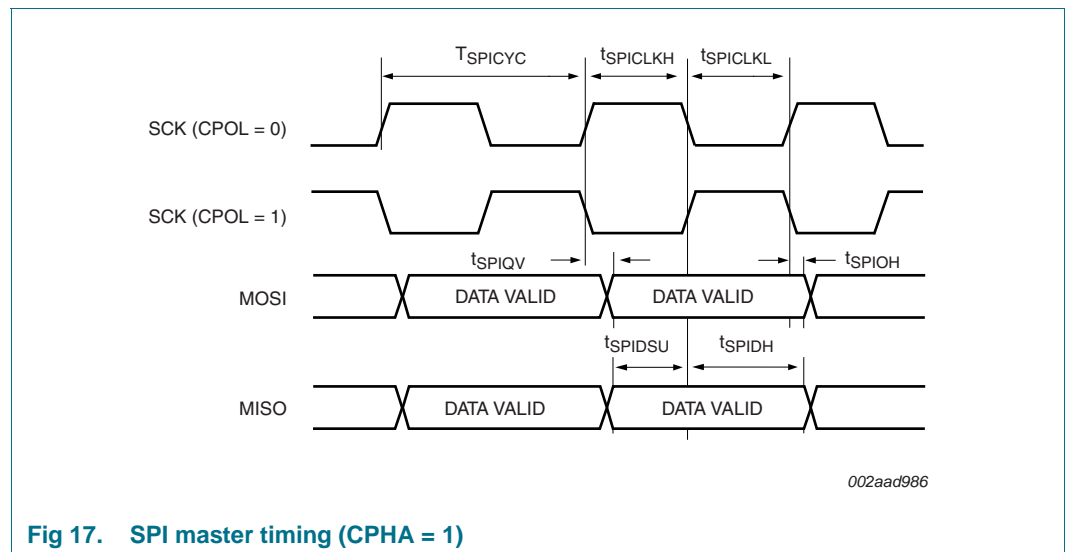 TSPICYC tSPICLKH tSPICLKL
SCK (CPOL = 0)
SCK (CPOL = 1)
tSPIQV tSPIOH
MOSI DATA VALID DATA VALID
tSPIDSU tSPIDH
MISO DATA VALID DATA VALID
002aad986
Fig 17. SPI master timing (CPHA = 1)